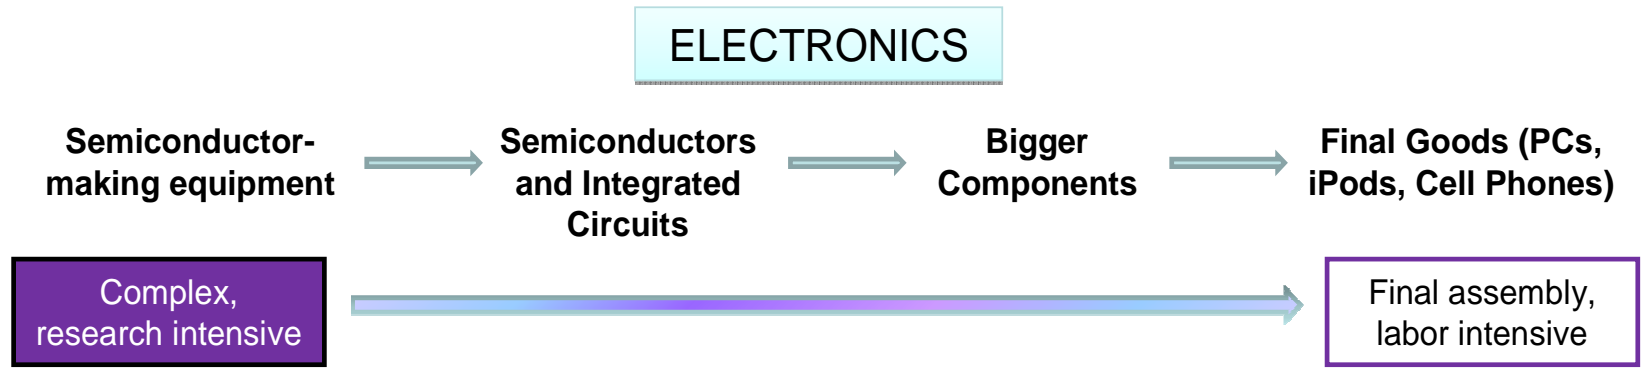 ELECTRONICS
Semiconductor-
making equipment
Semiconductors
and Integrated
Circuits
Bigger
Components
Final Goods (PCs,
iPods, Cell Phones)
Complex,
research intensive
Final assembly,
labor intensive